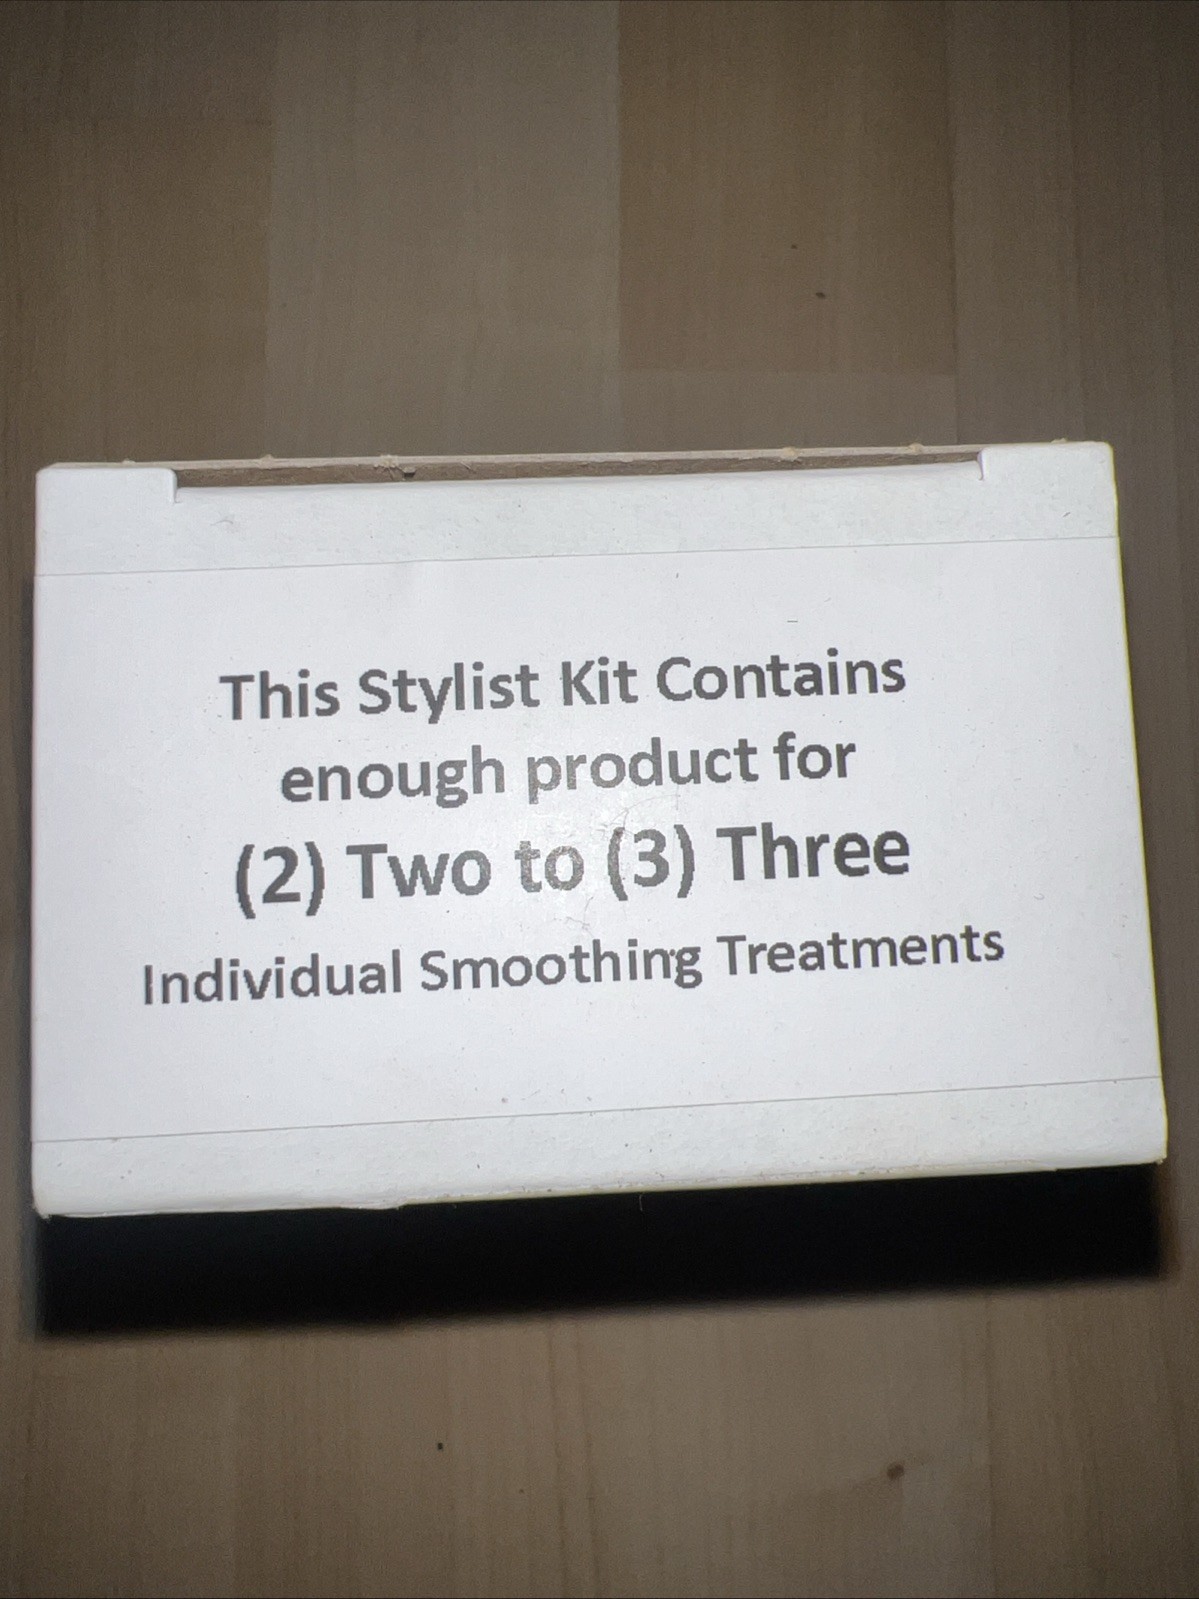 This Stylist Kit Contains
enough product for
(2) Two to (3) Three
Individual Smoothing Treatments